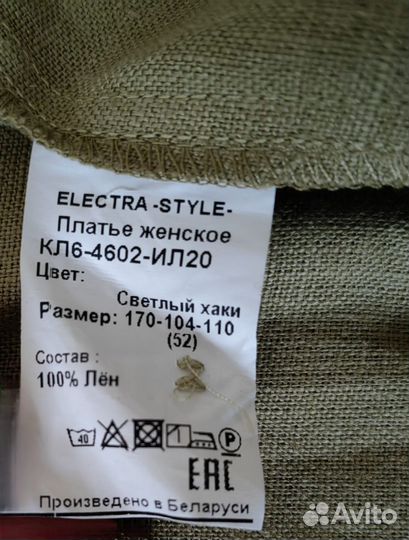 ELECTRA -STYLE-
Платье женское
КЛ6-4602-ИЛ20
Цвет:
Светлый хаки
Размер: 170-104-110
(52)
Состав :
100% Лён
40 P
EAC
Произведено в Беларуси
Avito